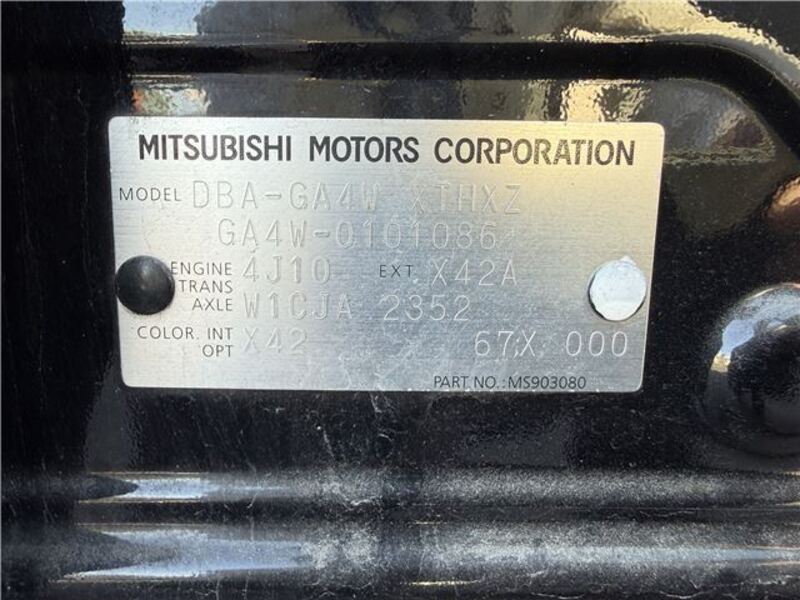 MITSUBISHI MOTORS CORPORATION
MODEL DBA-GA4W XTHXZ
GA4W-0101086
ENGINE 4J10 EXT X42A
TRANS AXLE W1CJA 2352
COLOR. INT OPT X42 67X 000
PART NO.: MS903080